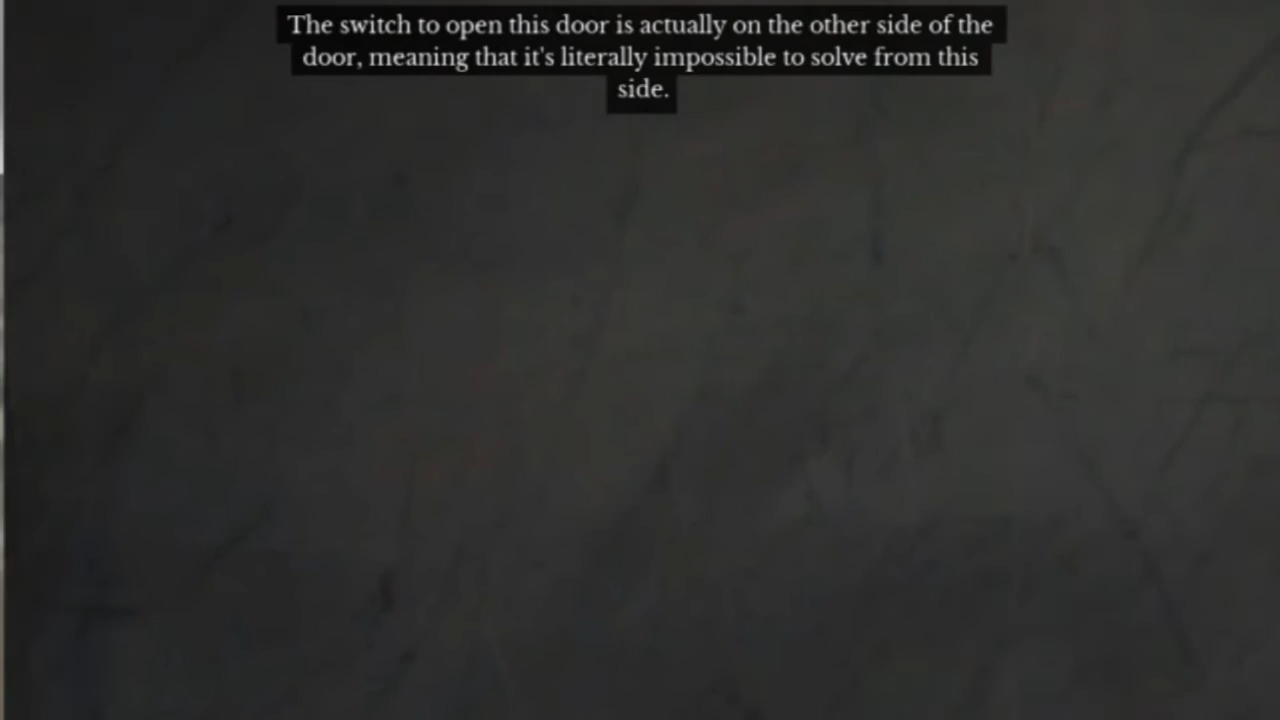 The switch to open this door is actually on the other side of the
door, meaning that it's literally impossible to solve from this
side.